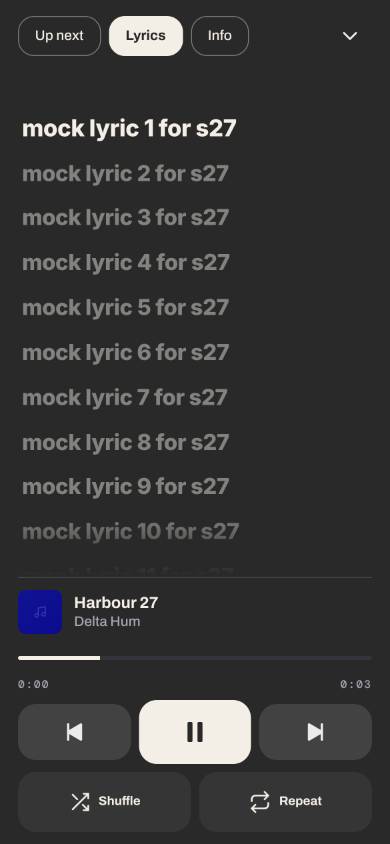 Up next
Lyrics
Info
mock lyric 1 for s27
mock lyric 2 for s27
mock lyric 3 for s27
mock lyric 4 for s27
mock lyric 5 for s27
mock lyric 6 for s27
mock lyric 7 for s27
mock lyric 8 for s27
mock lyric 9 for s27
mock lyric 10 for s27
Harbour 27
Delta Hum
0:00
0:03
Shuffle
Repeat